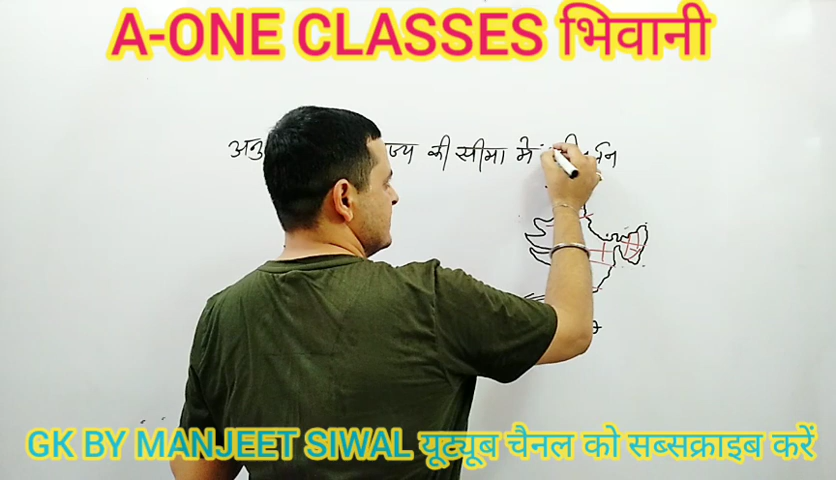 A-ONE CLASSES भिवानी
की सीमा में
GK BY MANJEET SIWAL यूट्यूब चैनल को सब्सक्राइब करें